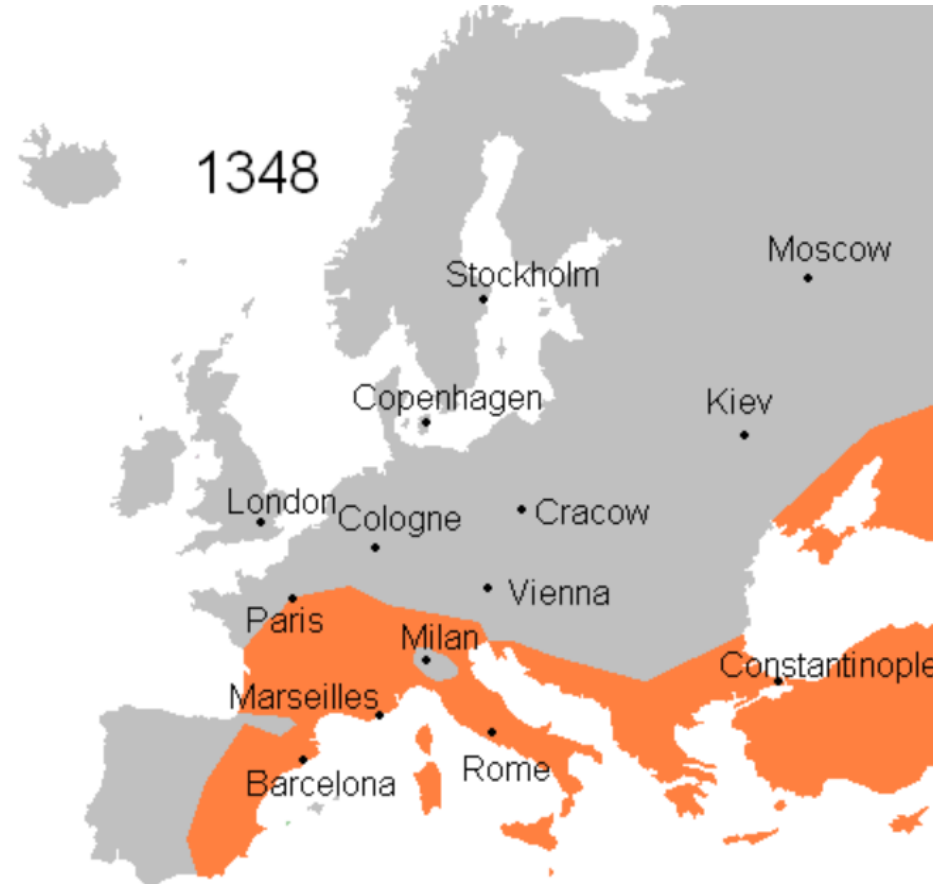 1348
Moscow
Stockholm
Copenhagen
Kiev
London
Cologne
Cracow
Vienna
Paris
Milan
Constantinople
Marseilles
Rome
Barcelona